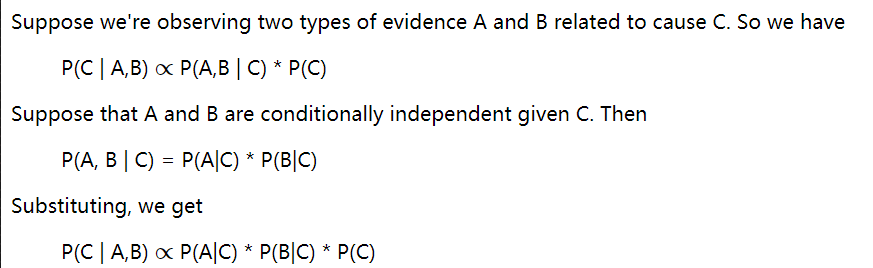 Suppose we're observing two types of evidence A and B related to cause C. So we have
P(C | A,B) ∝ P(A,B | C) * P(C)
Suppose that A and B are conditionally independent given C. Then
P(A, B | C) = P(A|C) * P(B|C)
Substituting, we get
P(C | A,B) ∝ P(A|C) * P(B|C) * P(C)